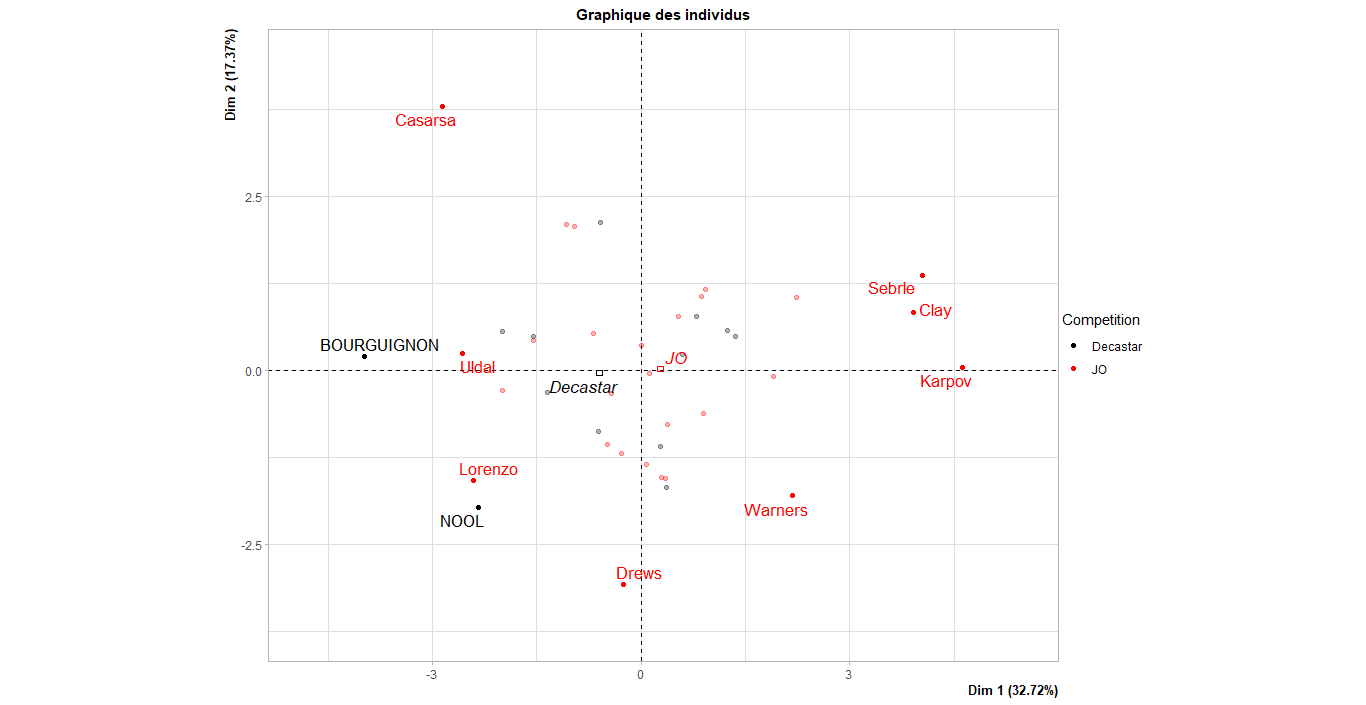 Graphique des individus
Dim 2 (17.37%)
Casarsa
2.5
Sebrle
Clay
Competition
BOURGUIGNON
Decastar
JO
Uldal
0.0
JO
Karpov
Decastar
Lorenzo
Warners
NOOL
-2.5
Drews
-3
0
3
Dim 1 (32.72%)